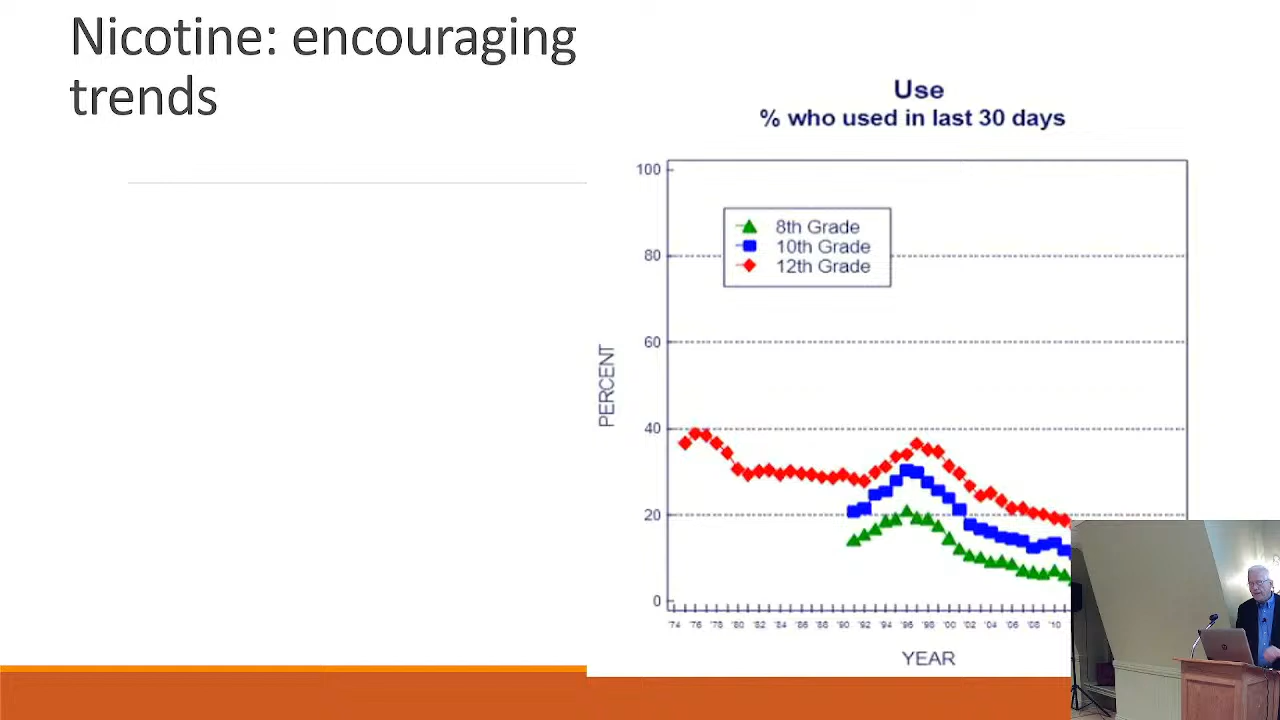 Nicotine: encouraging
trends
Use
% who used in last 30 days
100
80
60
40
20
0
8th Grade
10th Grade
12th Grade
PERCENT
'74 '76 '78 '80 '82 '84 '86 '88 '90 '92 '94 '96 '98 '00 '02 '04 '06 '08 '10
YEAR